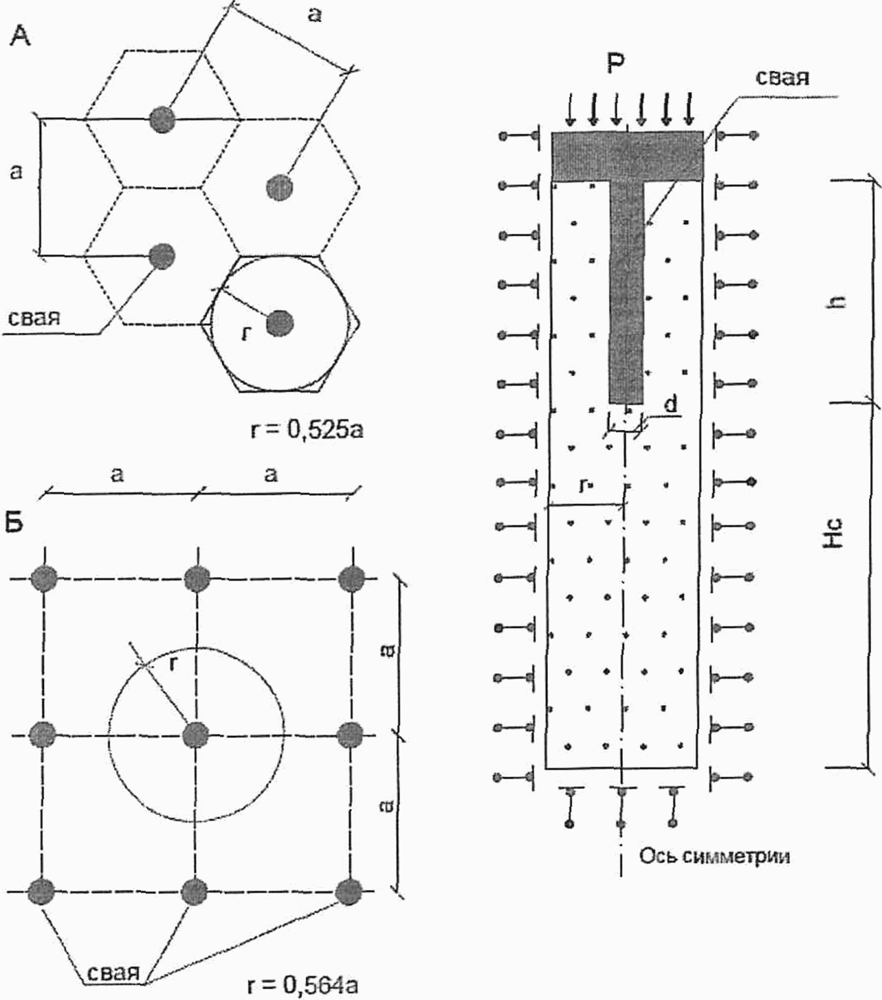 А
a
a
свая
r
r = 0,525a
a
a
Б
r
a
a
свая
r = 0,564a
P
свая
h
d
r
Hc
Ось симметрии